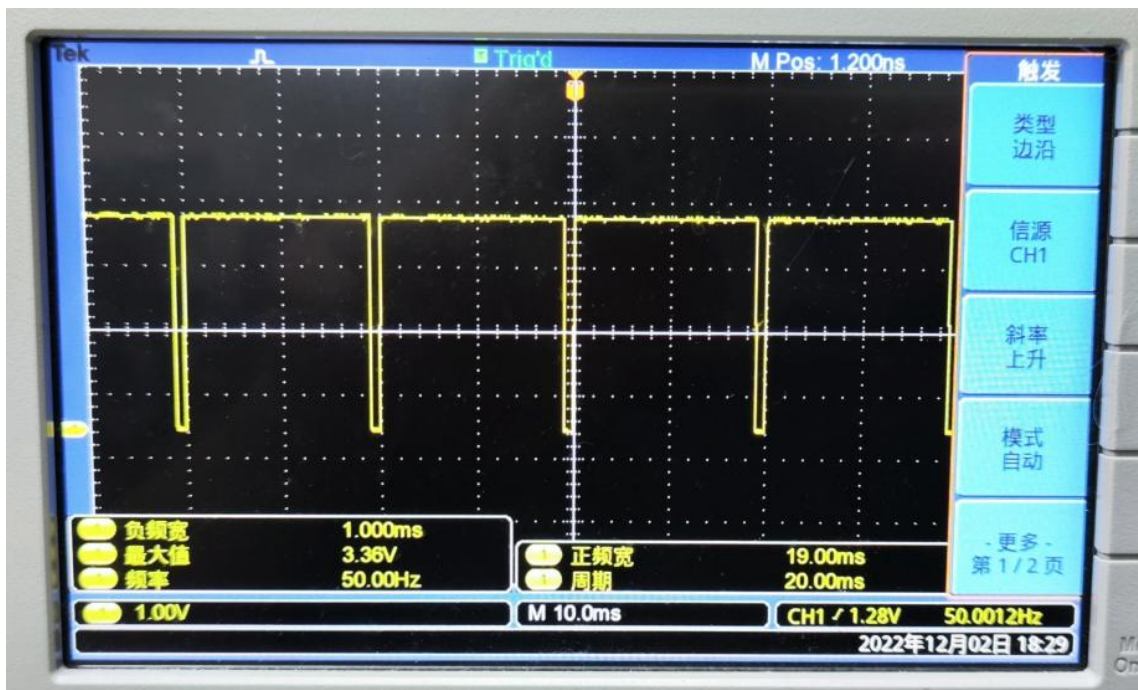 Tek
Trig'd
M Pos: 1.200ns
触发
类型
边沿
信源
CH1
斜率
上升
模式
自动
-更多-
第1/2页
负频宽 1.000ms
最大值 3.36V
频率 50.00Hz
1 正频宽 19.00ms
1 周期 20.00ms
1.00V
M 10.0ms
CH1 1.28V 50.0012Hz
2022年12月02日 18:29